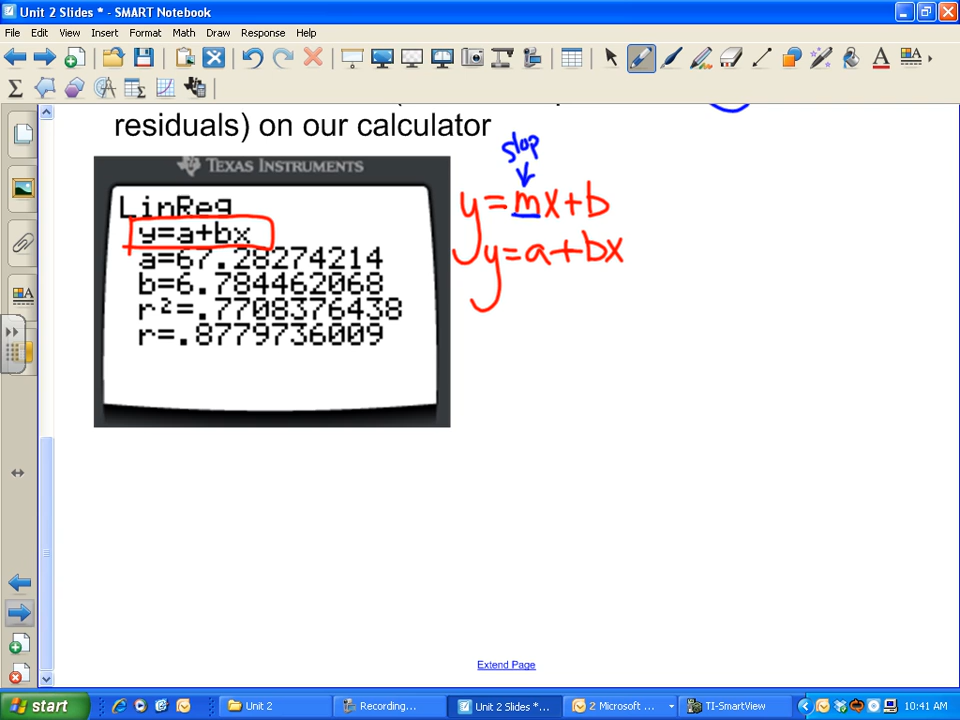 Unit 2 Slides * - SMART Notebook
File Edit View Insert Format Math Draw Response Help
residuals) on our calculator
TEXAS INSTRUMENTS
LinReg
y=a+bx
a=67.28274214
b=6.784462068
r²=.7708376438
r=.8779736009
slop
y=mx+b
y=a+bx
Extend Page
start Unit 2 Recording... Unit 2 Slides *... 2 Microsoft ... TI-SmartView 10:41 AM